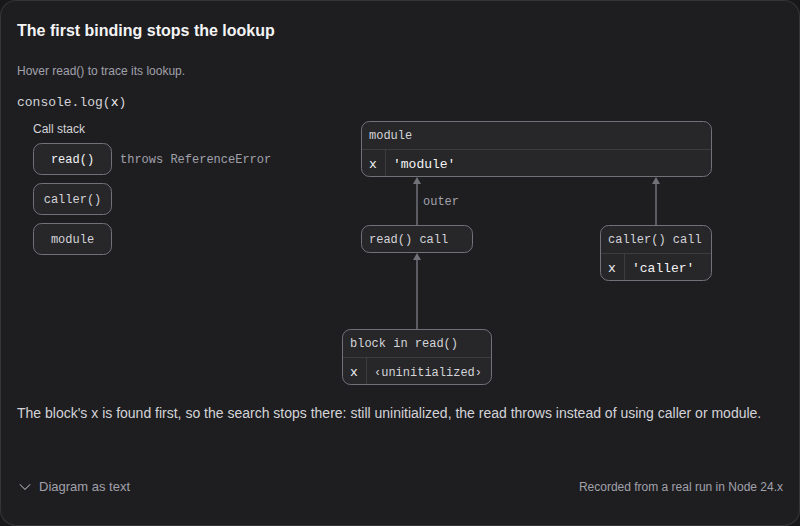 The first binding stops the lookup
Hover read() to trace its lookup.
console.log(x)
Call stack
read() throws ReferenceError
caller()
module
module
x 'module'
outer
read() call
caller() call
x 'caller'
block in read()
x ‹uninitialized›
The block's x is found first, so the search stops there: still uninitialized, the read throws instead of using caller or module.
Diagram as text
Recorded from a real run in Node 24.x